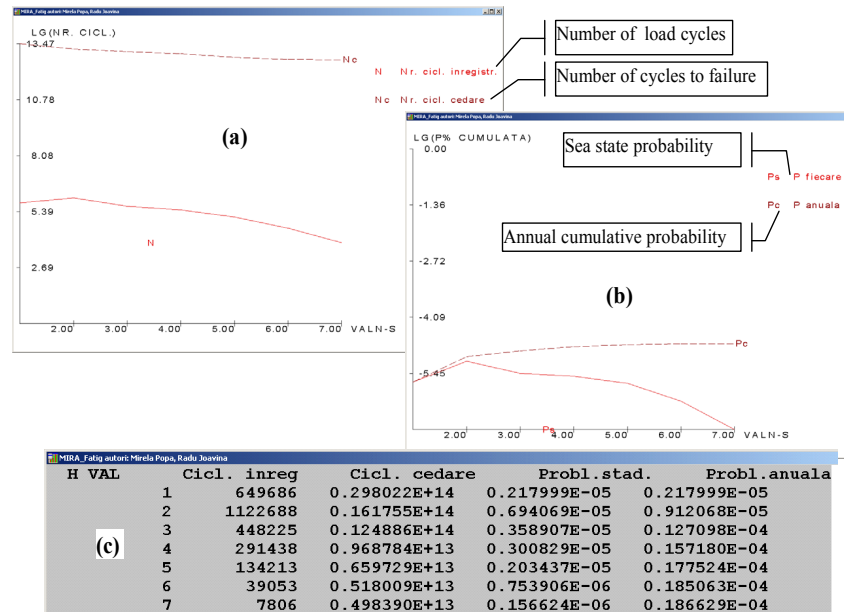 MIRA_Fatig autori: Mirela Popa, Radu Joavina
LG(NR. CICL.)
13.47
10.78
8.08
5.39
2.69
2.00 3.00 4.00 5.00 6.00 7.00 VALN-S
Nc
N
(a)
N Nr. cicl. inregistr.
Nc Nr. cicl. cedare
Number of load cycles
Number of cycles to failure
MIRA_Fatig autori: Mirela Popa, Radu Joavina
LG(P% CUMULATA)
0.00
-1.36
-2.72
-4.09
-5.45
2.00 3.00 4.00 5.00 6.00 7.00 VALN-S
Pc
Ps
(b)
Sea state probability
Ps P fiecare
Pc P anuala
Annual cumulative probability
MIRA_Fatig autori: Mirela Popa, Radu Joavina
H VAL Cicl. inreg Cicl. cedare Probl.stad. Probl.anuala
1 649686 0.298022E+14 0.217999E-05 0.217999E-05
2 1122688 0.161755E+14 0.694069E-05 0.912068E-05
3 448225 0.124886E+14 0.358907E-05 0.127098E-04
(c)
4 291438 0.968784E+13 0.300829E-05 0.157180E-04
5 134213 0.659729E+13 0.203437E-05 0.177524E-04
6 39053 0.518009E+13 0.753906E-06 0.185063E-04
7 7806 0.498390E+13 0.156624E-06 0.186629E-04